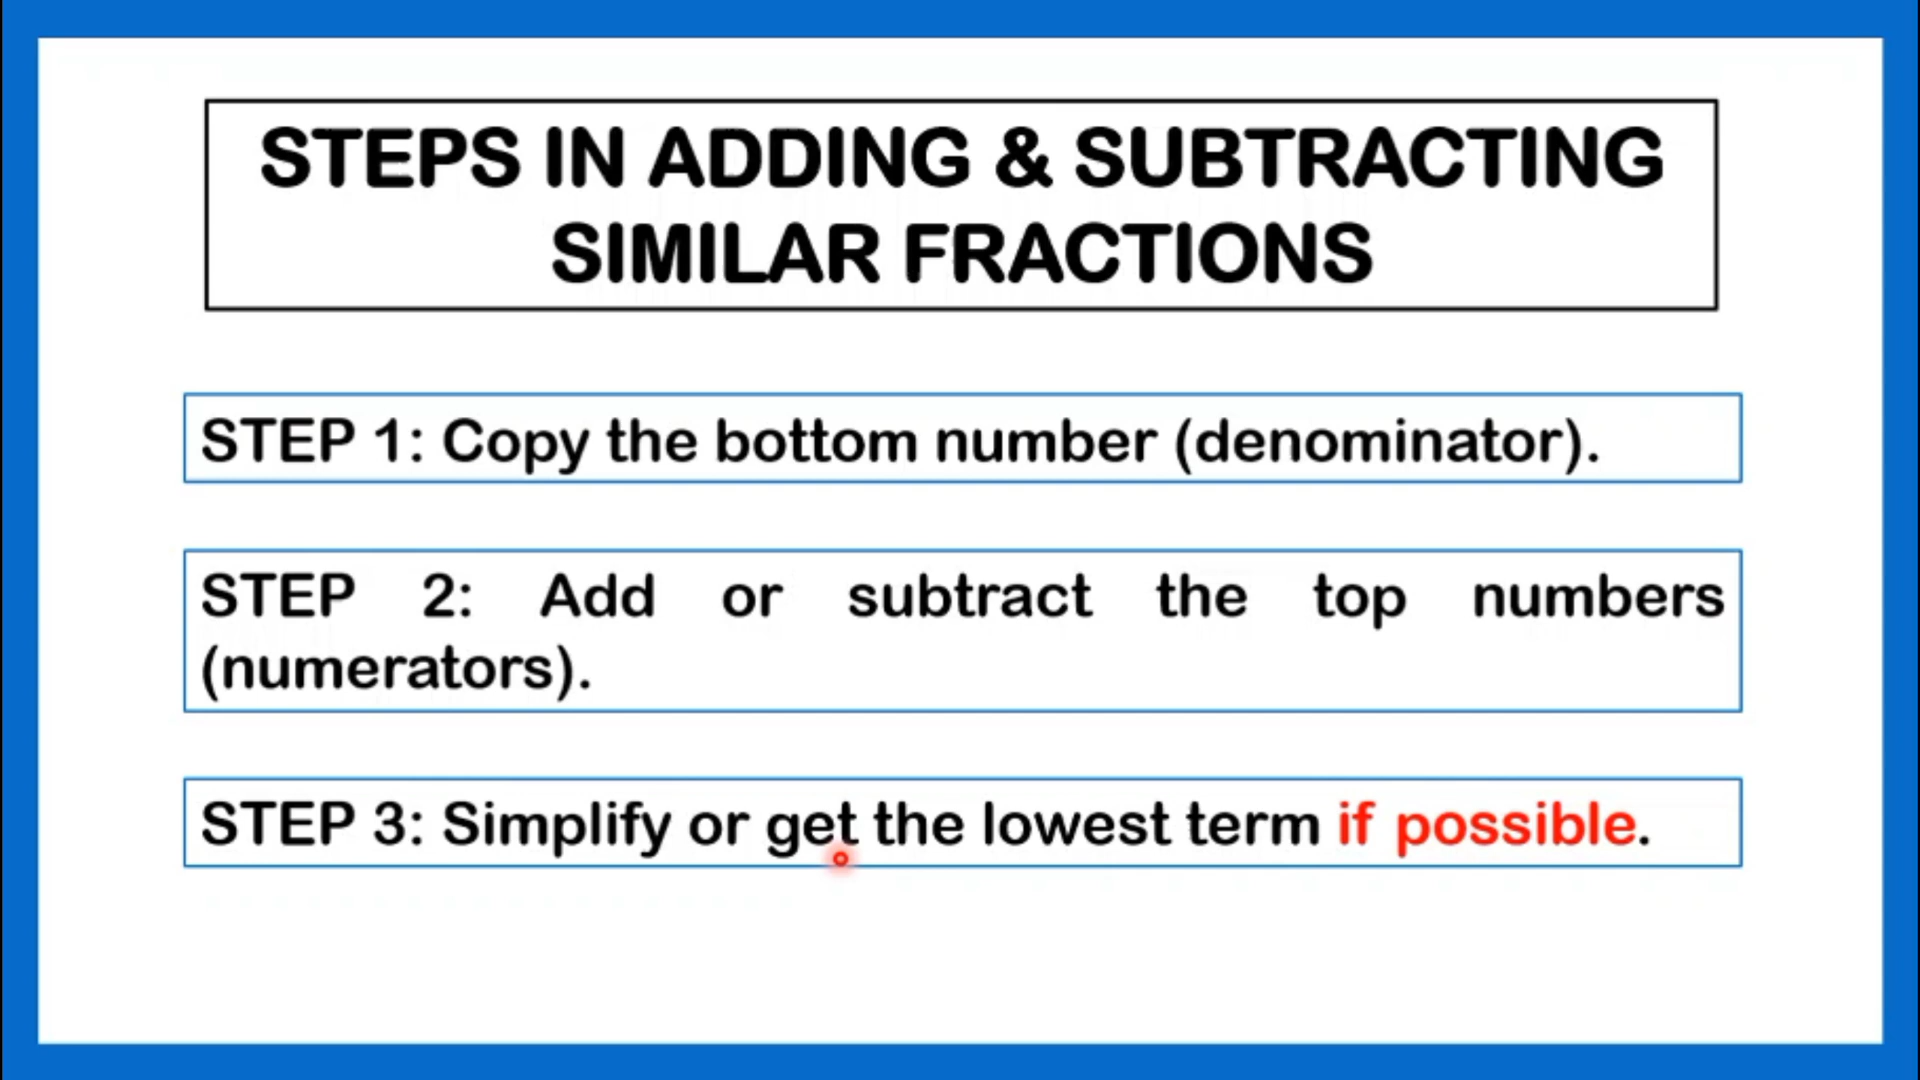 STEPS IN ADDING & SUBTRACTING
SIMILAR FRACTIONS
STEP 1: Copy the bottom number (denominator).
STEP 2: Add or subtract the top numbers
(numerators).
STEP 3: Simplify or get the lowest term if possible.